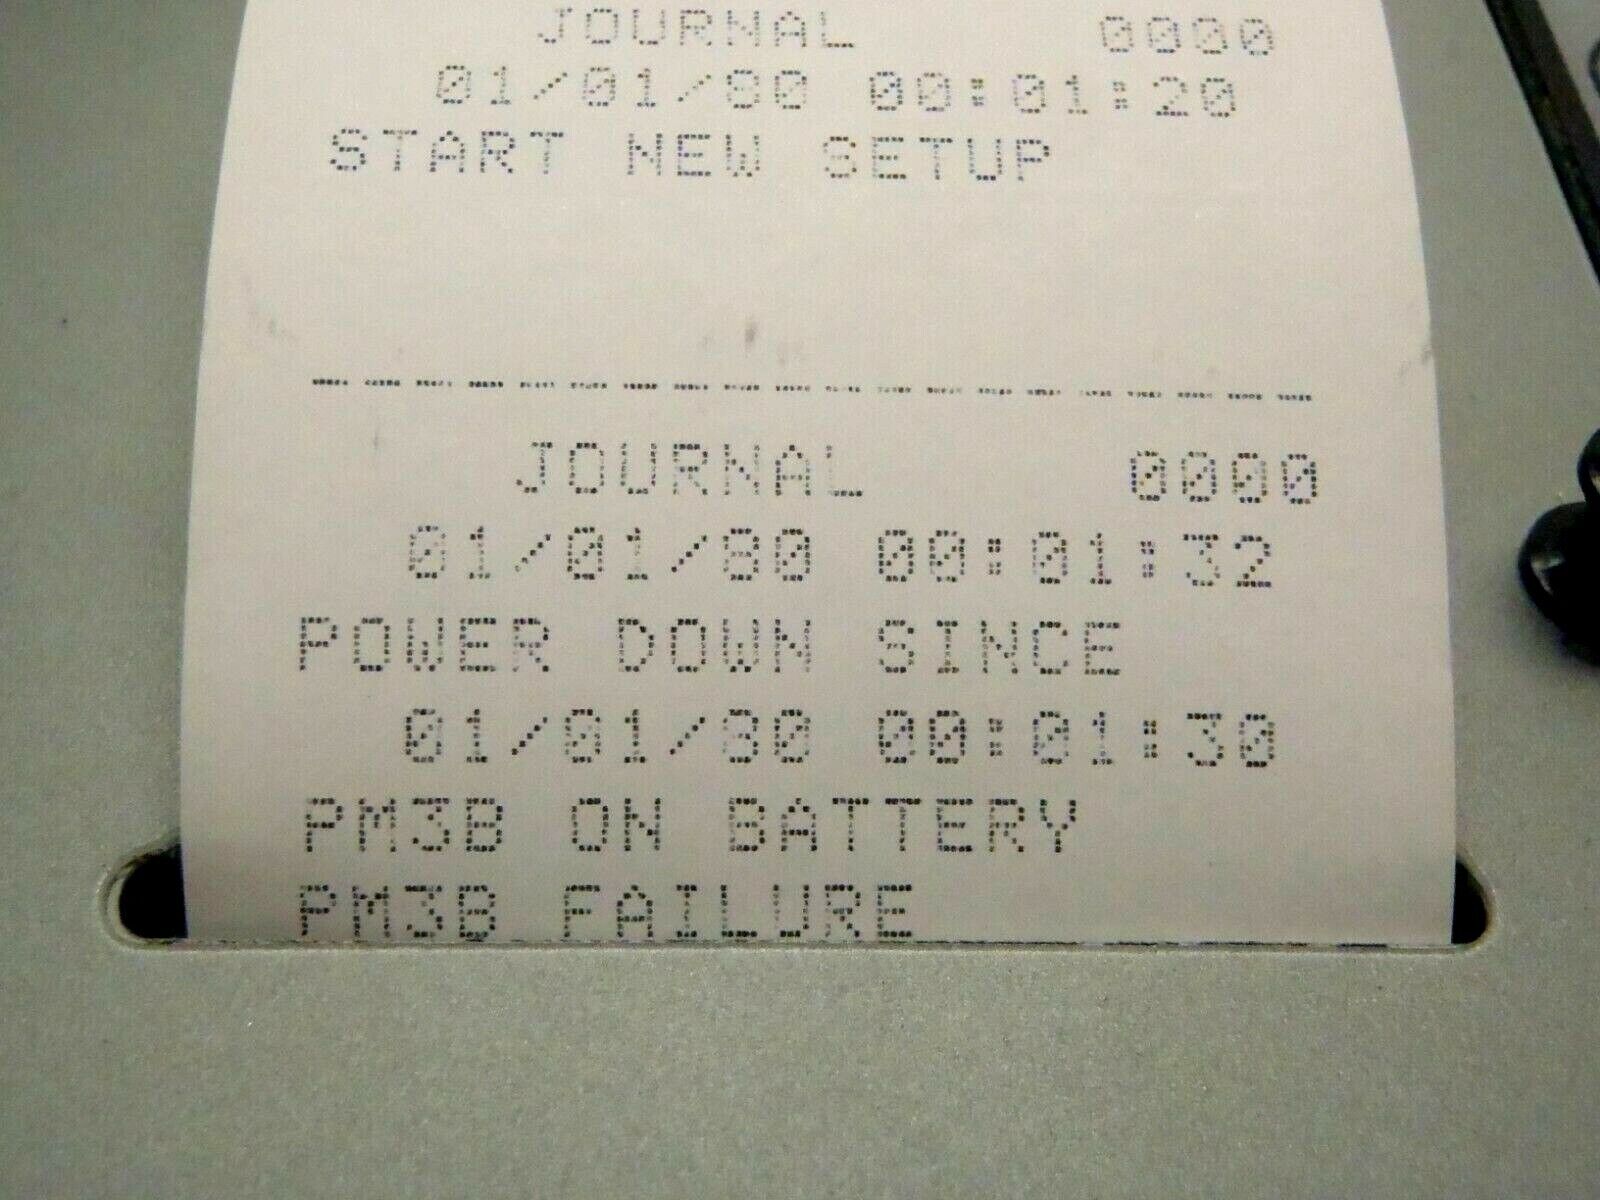 JOURNAL 0000
01/01/80 00:01:20
START NEW SETUP
JOURNAL 0000
01/01/80 00:01:32
POWER DOWN SINCE
01/01/80 00:01:30
PM3B ON BATTERY
PM3B FAILURE